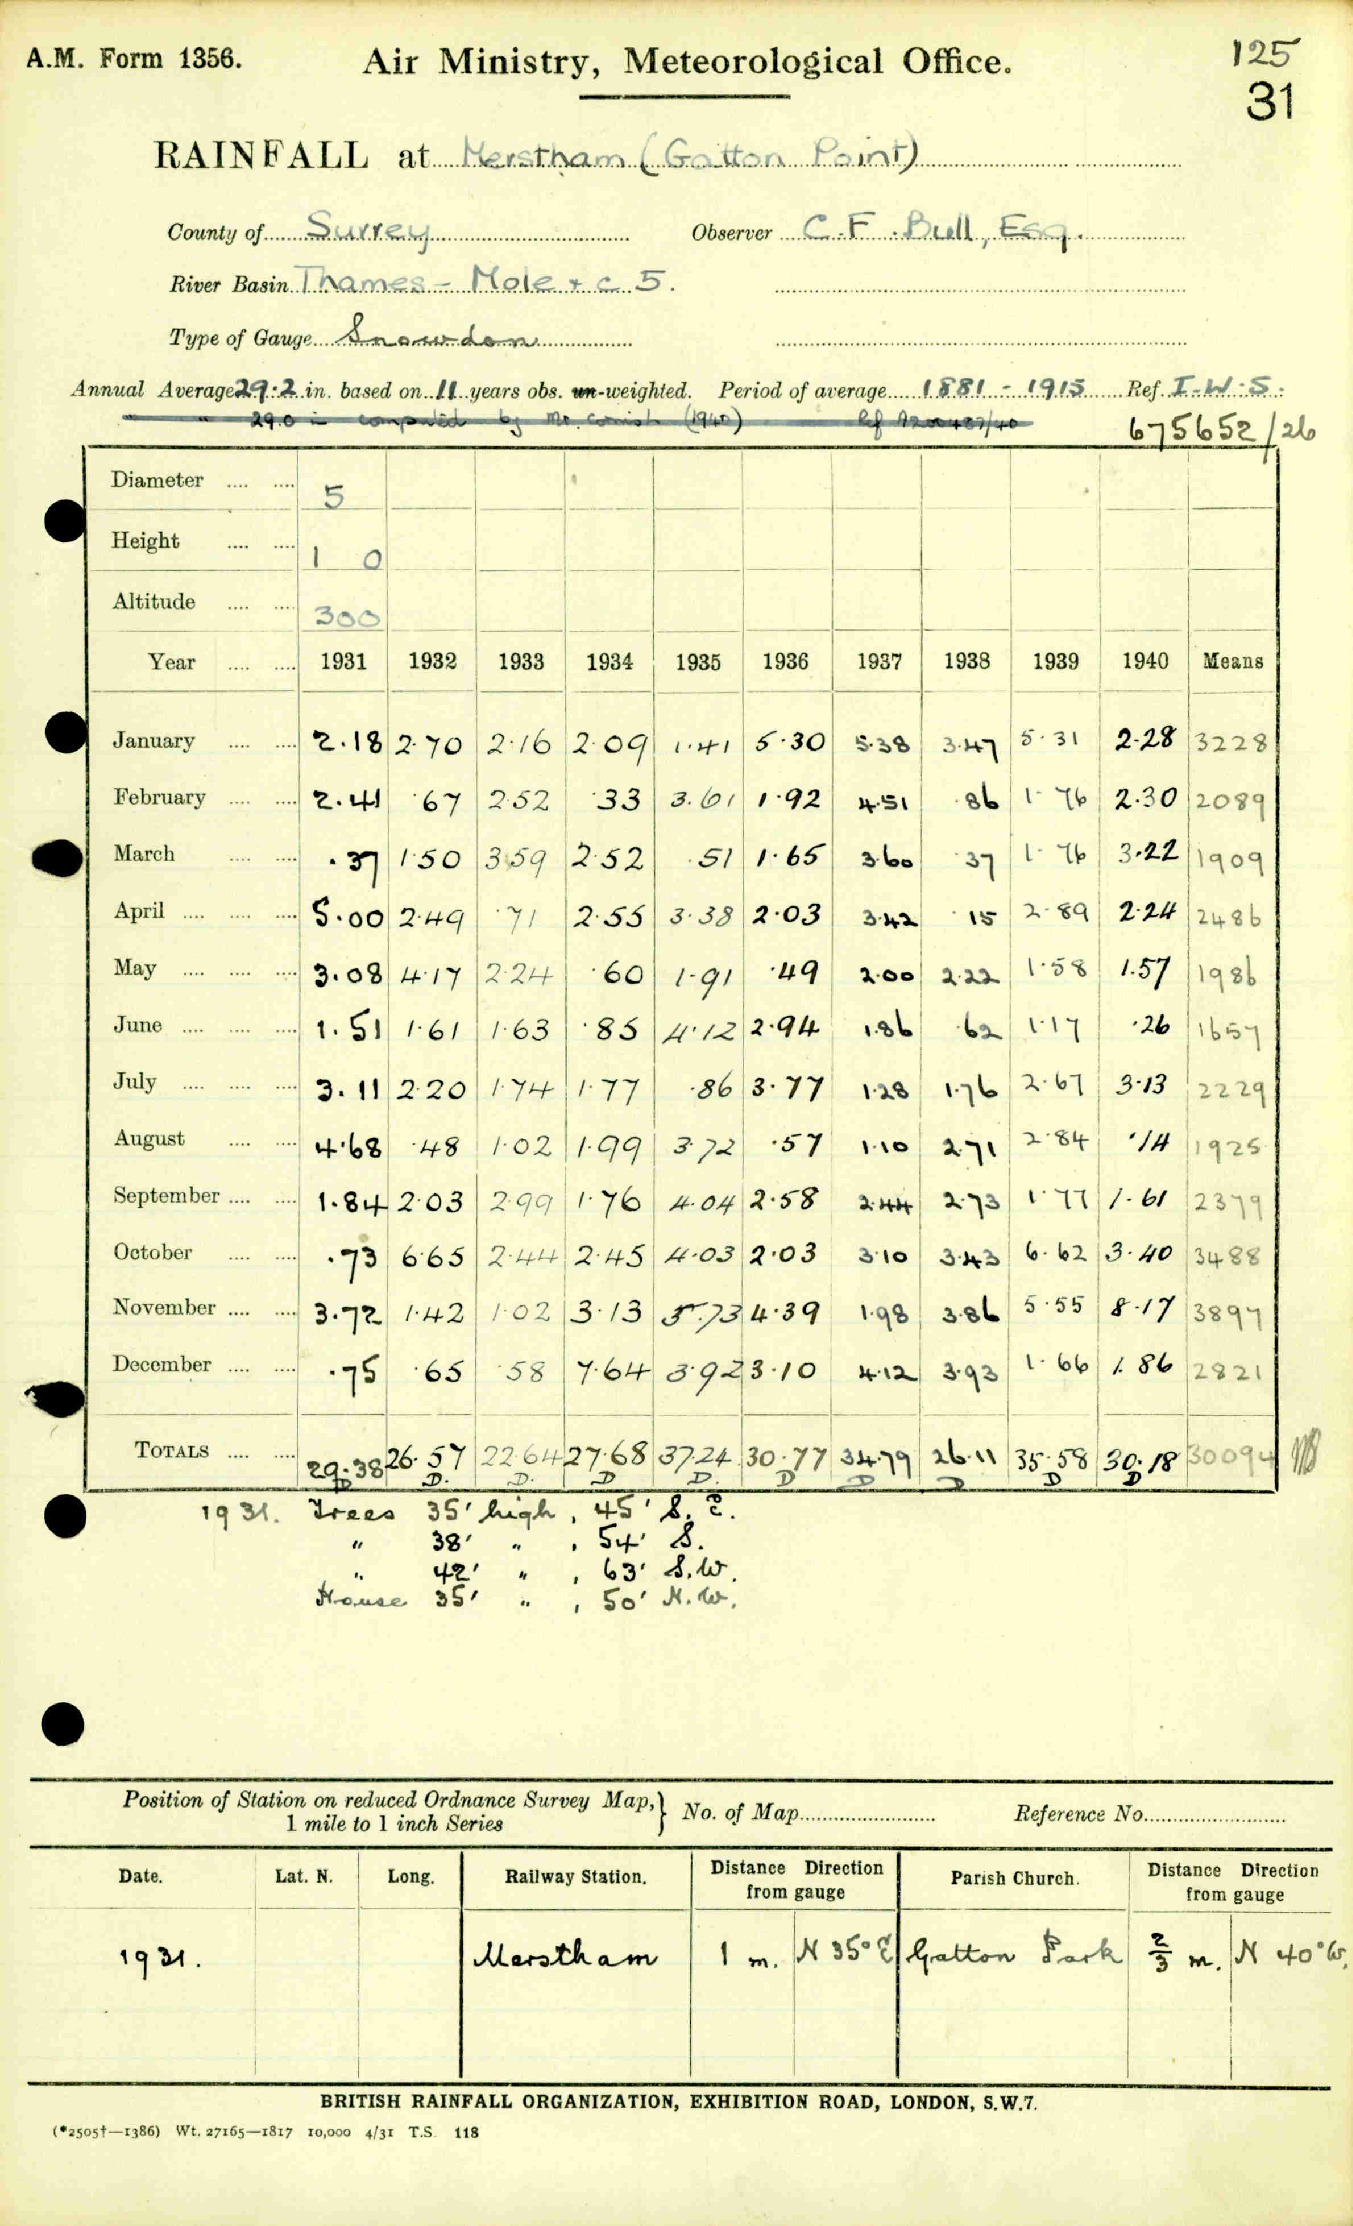 A.M. Form 1356. Air Ministry, Meteorological Office. 125
31
RAINFALL at Merstham (Gatton Point)
County of Surrey Observer C.F. Bull, Esq.
River Basin Thames - Mole + c 5.
Type of Gauge Snowdon
Annual Average 29.2 in. based on 11 years obs. un-weighted. Period of average 1881 - 1915 Ref. I.W.S.
" 29.0 in computed by Mr. (1940) 675652/26
Diameter 5
Height 1 0
Altitude 300
Year 1931 1932 1933 1934 1935 1936 1937 1938 1939 1940 Means
January 2.18 2.70 2.16 2.09 1.41 5.30 5.38 3.47 5.31 2.28 3228
February 2.41 .67 2.52 .33 3.61 1.92 4.51 .86 1.76 2.30 2089
March .37 1.50 3.59 2.52 .51 1.65 3.60 .37 1.76 3.22 1909
April 5.00 2.49 .71 2.55 3.38 2.03 3.42 .15 2.89 2.24 2486
May 3.08 4.17 2.24 .60 1.91 .49 2.00 2.22 1.58 1.57 1986
June 1.51 1.61 1.63 .85 4.12 2.94 1.86 .62 1.17 .26 1657
July 3.11 2.20 1.74 1.77 .86 3.77 1.28 1.76 2.67 3.13 2229
August 4.68 .48 1.02 1.99 3.72 .57 1.10 2.71 2.84 .14 1925
September 1.84 2.03 2.99 1.76 4.04 2.58 2.44 2.73 1.77 1.61 2379
October .73 6.65 2.44 2.45 4.03 2.03 3.10 3.43 6.62 3.40 3488
November 3.72 1.42 1.02 3.13 5.73 4.39 1.98 3.86 5.55 8.17 3897
December .75 .65 .58 7.64 3.92 3.10 4.12 3.93 1.66 1.86 2821
TOTALS 29.38 26.57 22.64 27.68 37.24 30.77 34.79 26.11 35.58 30.18 30094
D D. D. D D. D D D D D
1931. Trees 35' high, 45' S.E.
" 38' " , 54' S.
" 42' " , 63' S.W.
House 35' " , 50' N.W.
Position of Station on reduced Ordnance Survey Map,} No. of Map Reference No.
1 mile to 1 inch Series
Date. Lat. N. Long. Railway Station. Distance Direction from gauge Parish Church. Distance Direction from gauge
1931. Merstham 1 m. N 35° E Gatton Park 2/3 m. N 40° W.
BRITISH RAINFALL ORGANIZATION, EXHIBITION ROAD, LONDON, S.W.7.
(*2505†—1386) Wt. 27165—1817 10,000 4/31 T.S. 118